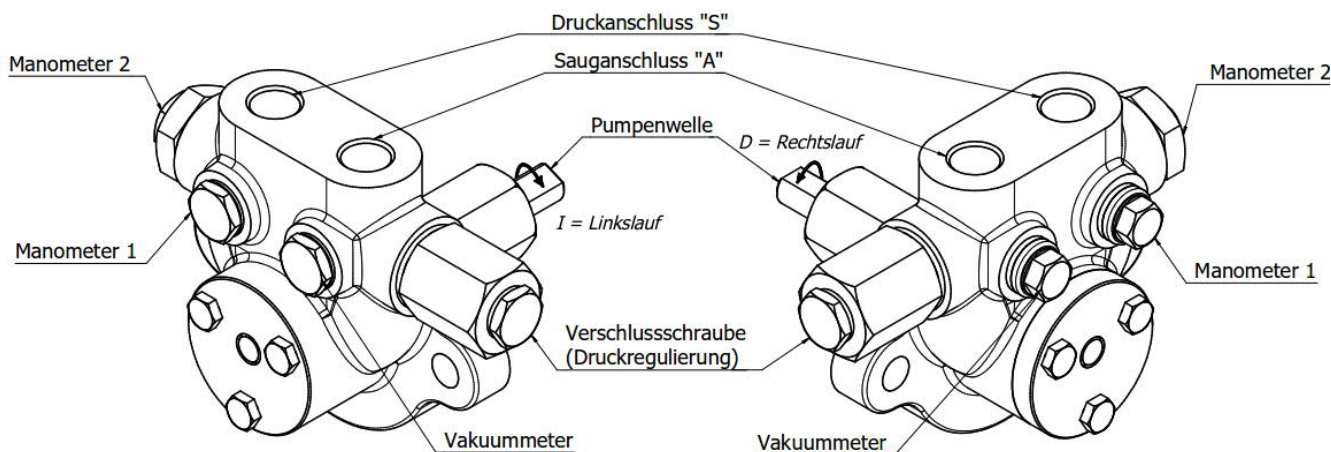 Druckanschluss "S"
Sauganschluss "A"
Manometer 2
Manometer 2
Pumpenwelle
D = Rechtslauf
I = Linkslauf
Manometer 1
Manometer 1
Verschlussschraube
(Druckregulierung)
Vakuummeter
Vakuummeter